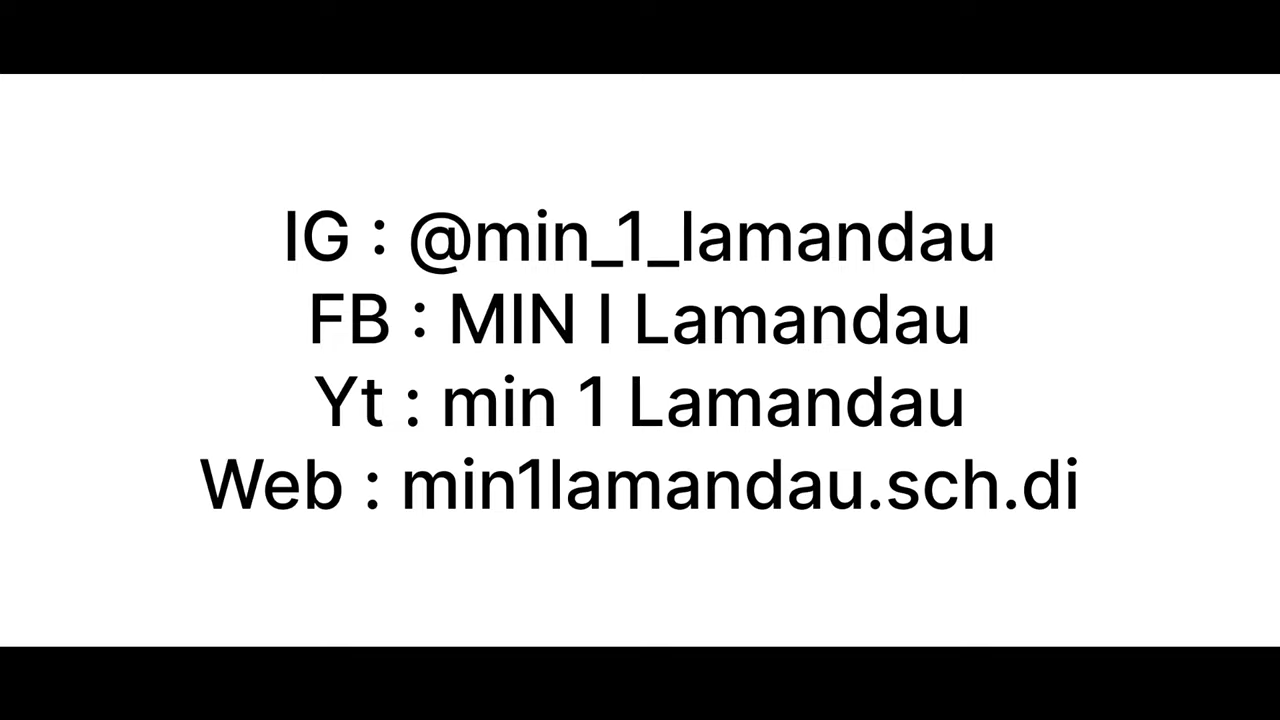 IG : @min_1_lamandau
FB : MIN I Lamandau
Yt : min 1 Lamandau
Web : min1lamandau.sch.di